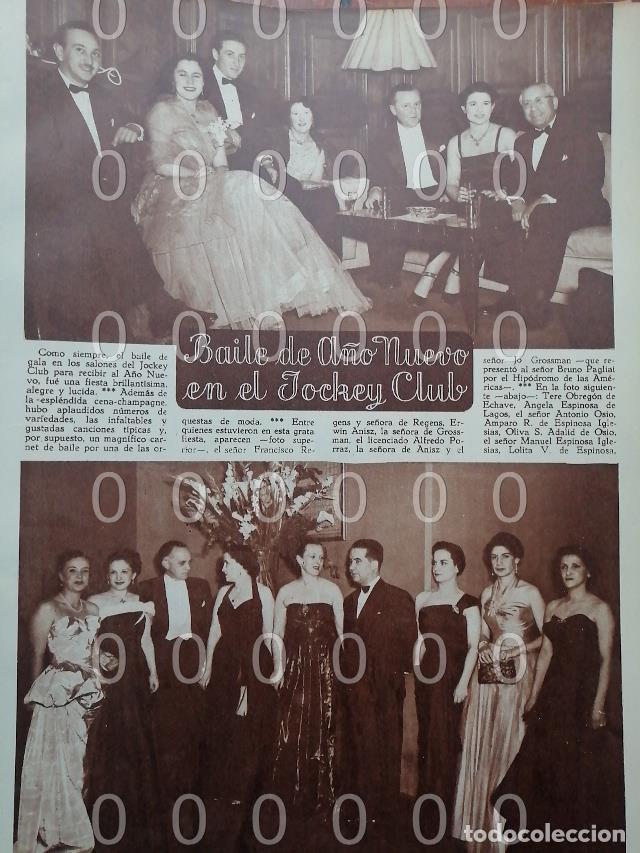 Baile de Año Nuevo
en el Jockey Club
Como siempre, el baile de
gala en los salones del Jockey
Club para recibir al Año Nue-
vo, fué una fiesta brillantísima,
alegre y lucida. *** Además de
la espléndida cena-champagne,
hubo aplaudidos números de
variedades, las infaltables y
gustadas canciones típicas y,
por supuesto, un magnífico car-
net de baile por una de las or-
questas de moda. *** Entre
quienes estuvieron en esta grata
fiesta, aparecen —foto supe-
rior—, el señor Francisco Re-
gens y señora de Regens, Er-
win Anisz, la señora de Gross-
man, el licenciado Alfredo Po-
rraz, la señora de Anisz y el
señor Jo Grossman —que re-
presentó al señor Bruno Pagliai
por el Hipódromo de las Amé-
ricas—. *** En la foto siguien-
te —abajo—: Tere Obregón de
Echave, Angela Espinosa de
Lagos, el señor Antonio Osio,
Amparo R. de Espinosa Igle-
sias, Oliva S. Adalid de Osio,
el señor Manuel Espinosa Igle-
sias, Lolita V. de Espinosa,
todocoleccion